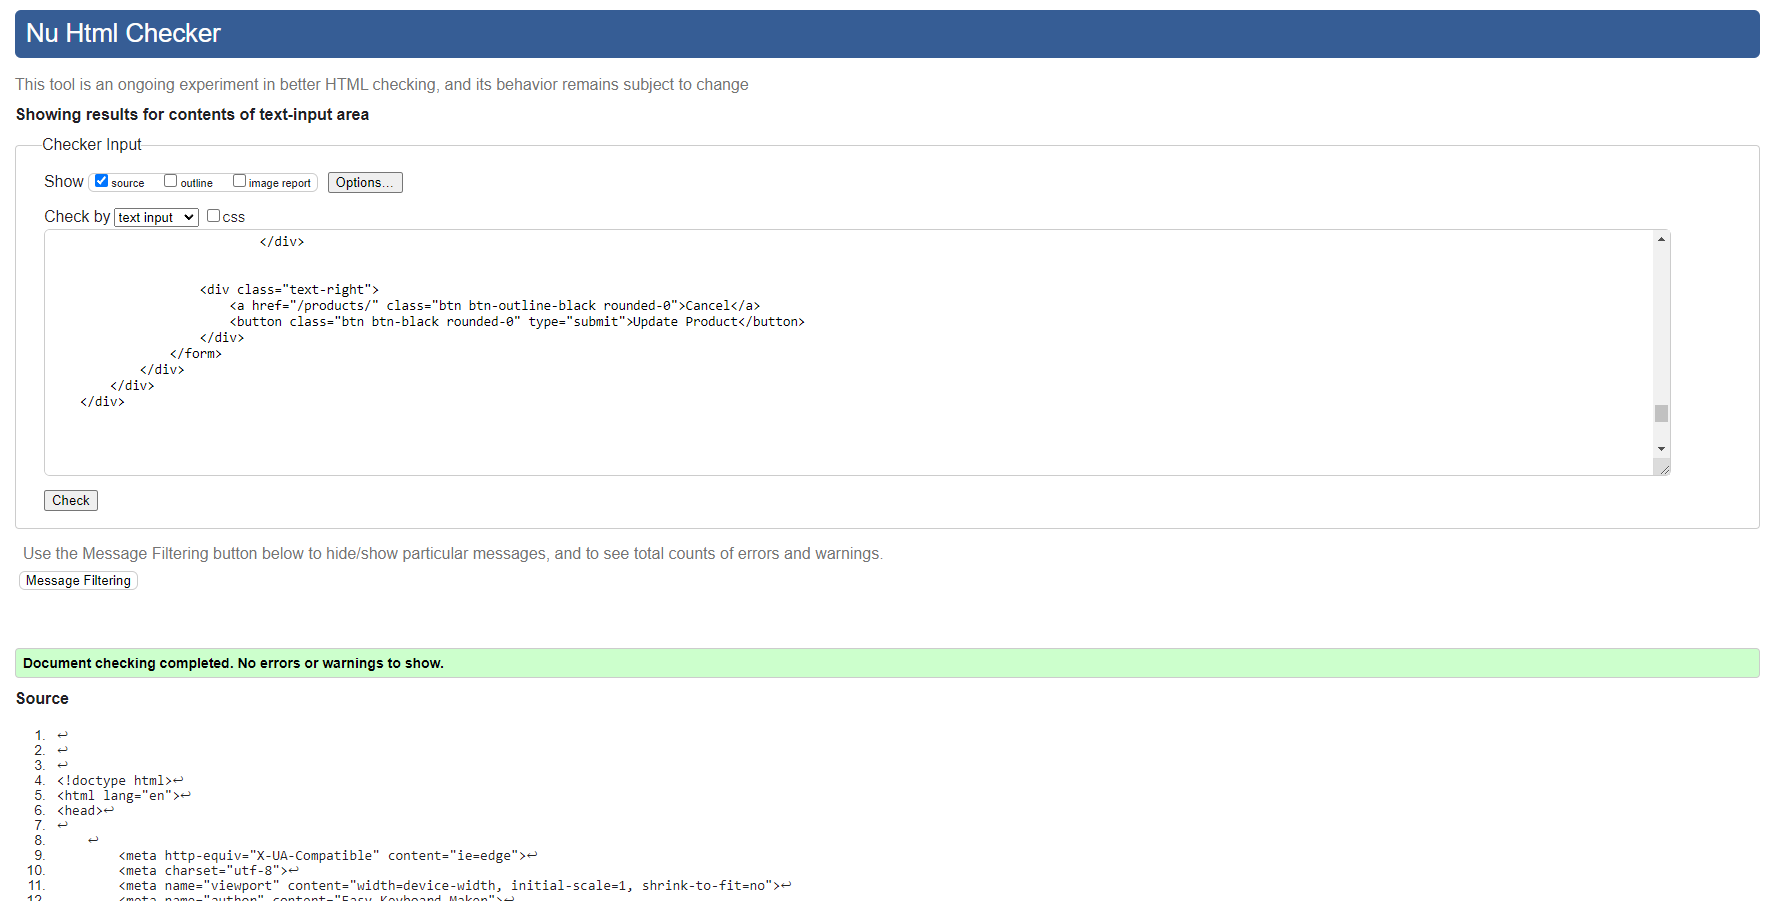 Nu Html Checker
This tool is an ongoing experiment in better HTML checking, and its behavior remains subject to change
Showing results for contents of text-input area
Checker Input
Show source outline image report Options...
Check by text input css
</div>
<div class="text-right">
<a href="/products/" class="btn btn-outline-black rounded-0">Cancel</a>
<button class="btn btn-black rounded-0" type="submit">Update Product</button>
</div>
</form>
</div>
</div>
</div>
Check
Use the Message Filtering button below to hide/show particular messages, and to see total counts of errors and warnings.
Message Filtering
Document checking completed. No errors or warnings to show.
Source
1. ↩
2. ↩
3. ↩
4. <!doctype html>↩
5. <html lang="en">↩
6. <head>↩
7. ↩
8. ↩
9. <meta http-equiv="X-UA-Compatible" content="ie=edge">↩
10. <meta charset="utf-8">↩
11. <meta name="viewport" content="width=device-width, initial-scale=1, shrink-to-fit=no">↩
12. <meta name="author" content="Easy Keyboard Maken">↩